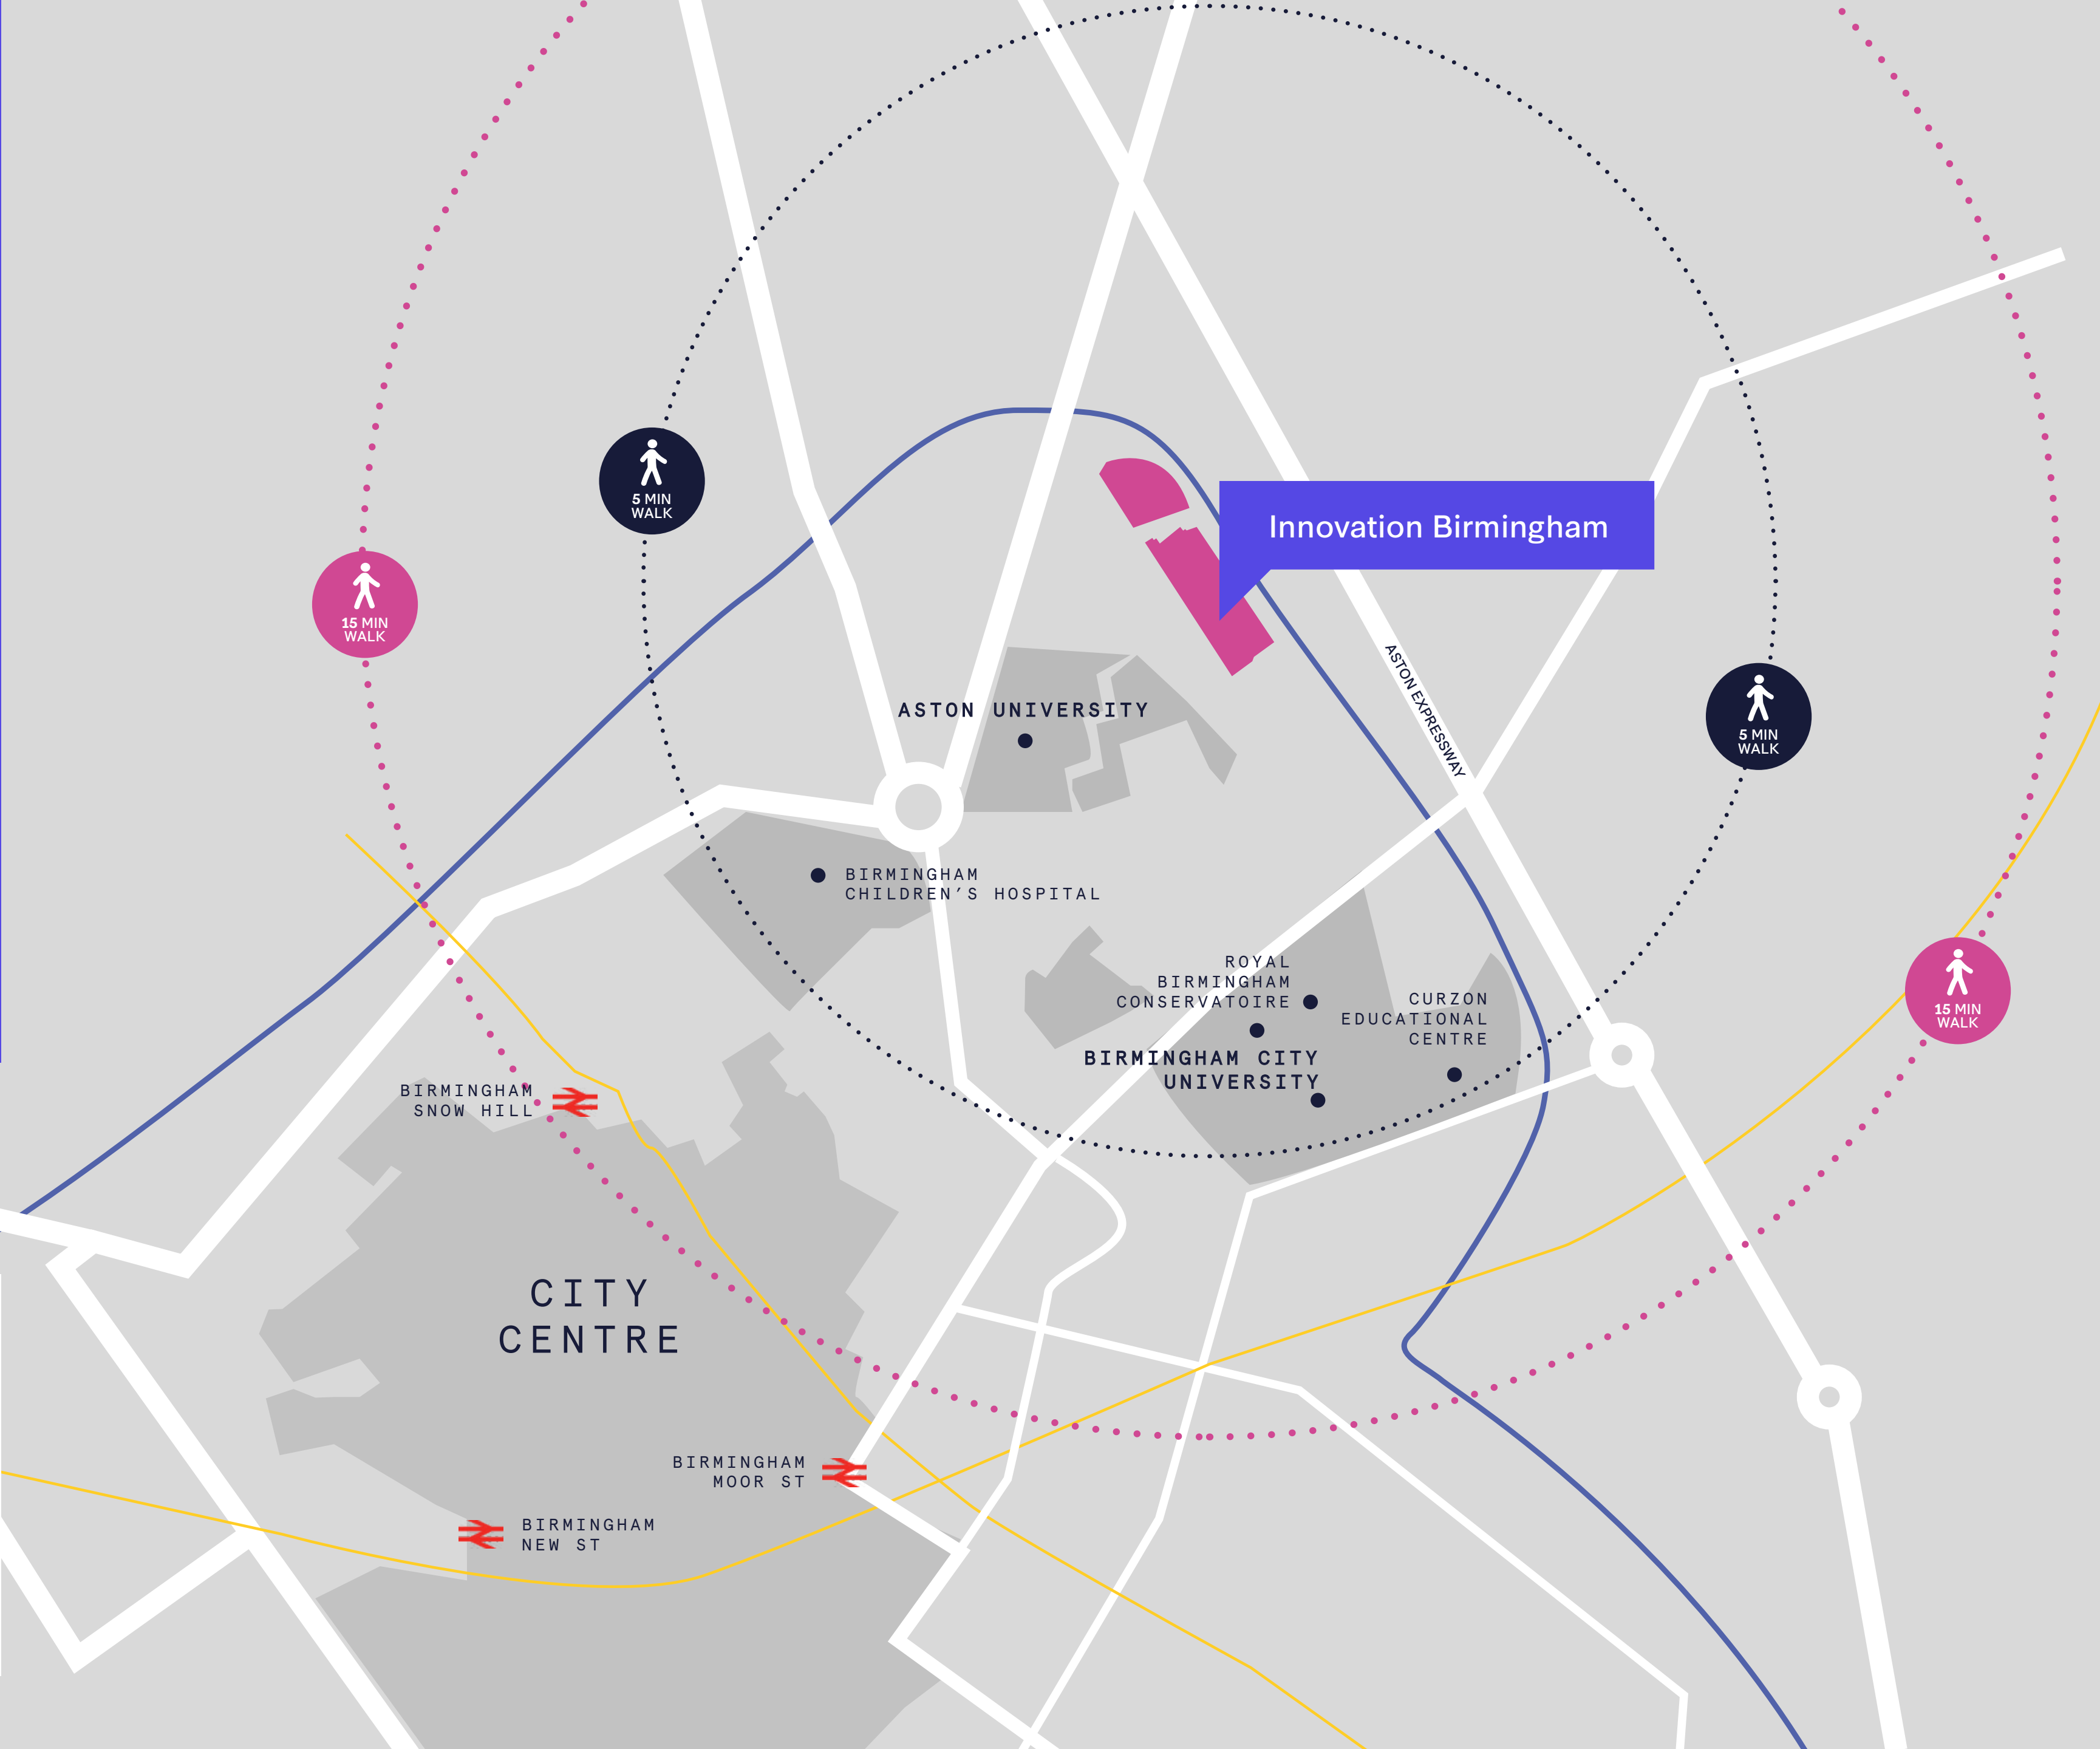 5 MIN
WALK
Innovation Birmingham
15 MIN
WALK
ASTON EXPRESSWAY
ASTON UNIVERSITY
5 MIN
WALK
BIRMINGHAM
CHILDREN’S HOSPITAL
ROYAL
BIRMINGHAM
CONSERVATOIRE
CURZON
EDUCATIONAL
CENTRE
15 MIN
WALK
BIRMINGHAM CITY
UNIVERSITY
BIRMINGHAM
SNOW HILL
CITY
CENTRE
BIRMINGHAM
MOOR ST
BIRMINGHAM
NEW ST